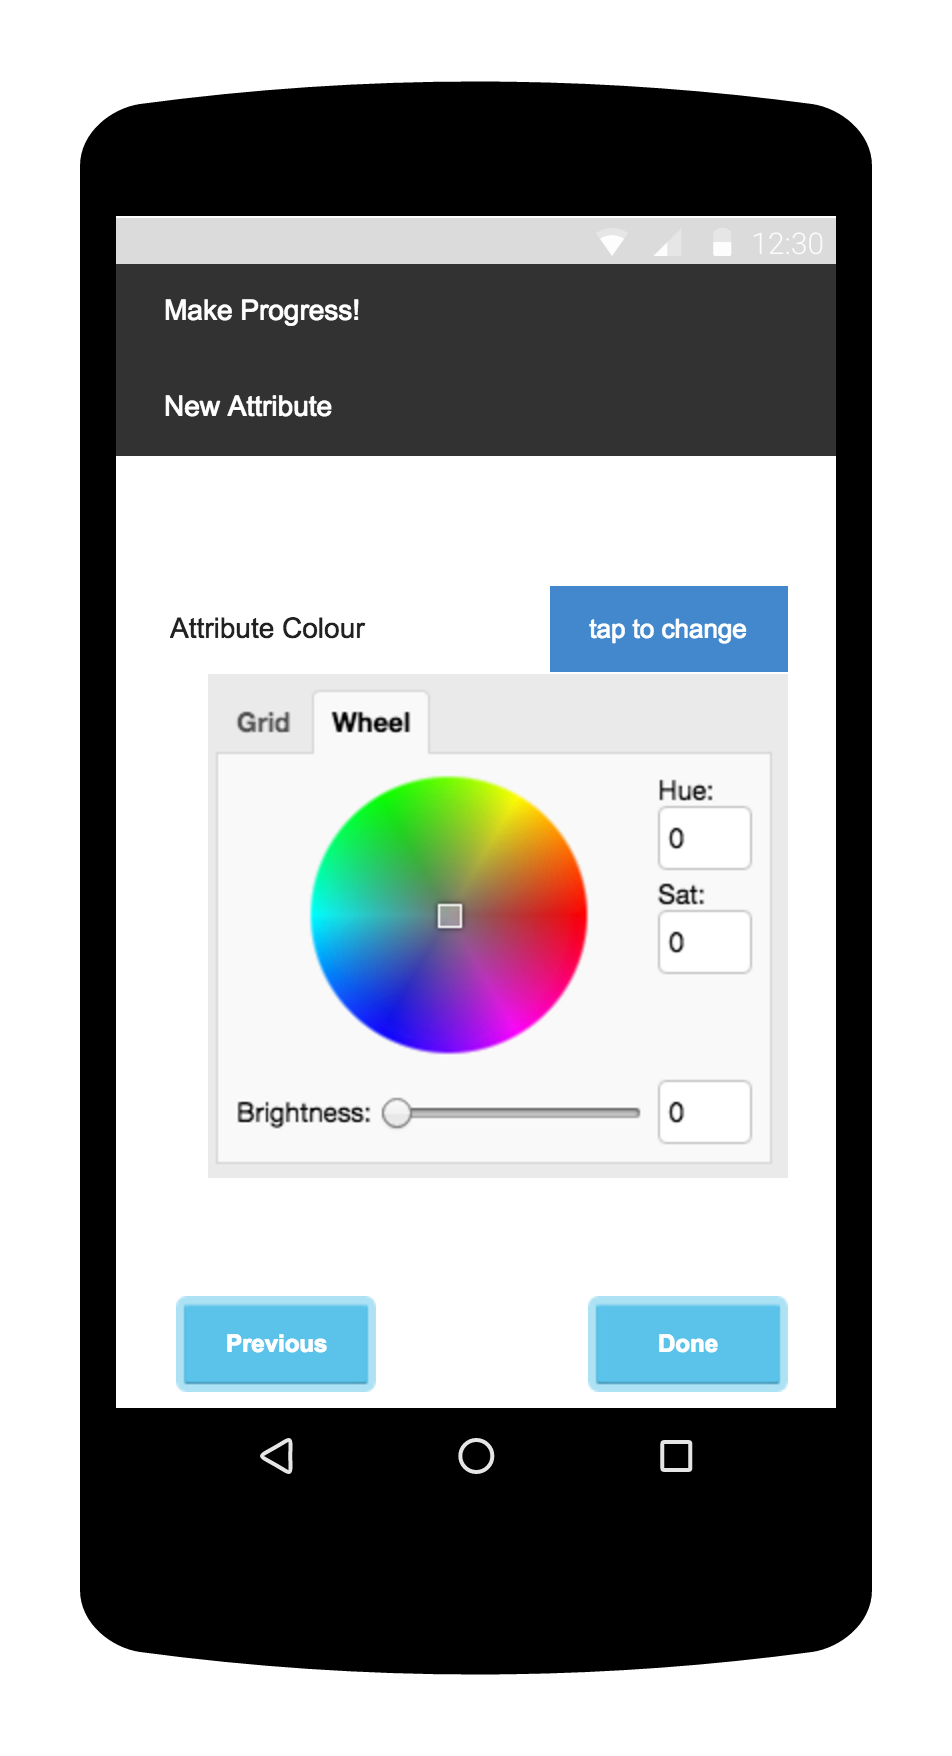 12:30
Make Progress!
New Attribute
Attribute Colour
tap to change
Grid
Wheel
Hue:
0
Sat:
0
Brightness:
0
Previous
Done